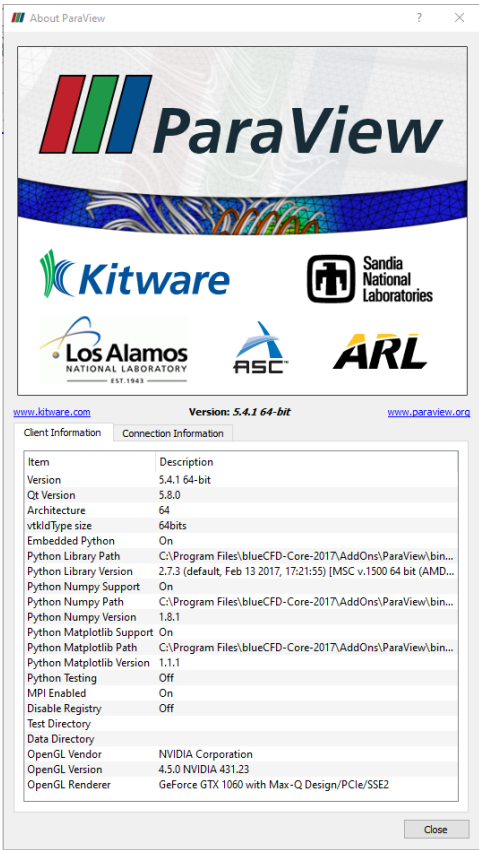 About ParaView
ParaView
Kitware
Sandia
National
Laboratories
Los Alamos
NATIONAL LABORATORY
EST.1943
ASC™
ARL
www.kitware.com Version: 5.4.1 64-bit www.paraview.org
Client Information Connection Information
Item Description
Version 5.4.1 64-bit
Qt Version 5.8.0
Architecture 64
vtkIdType size 64bits
Embedded Python On
Python Library Path C:\Program Files\blueCFD-Core-2017\AddOns\ParaView\bin...
Python Library Version 2.7.3 (default, Feb 13 2017, 17:21:55) [MSC v.1500 64 bit (AMD...
Python Numpy Support On
Python Numpy Path C:\Program Files\blueCFD-Core-2017\AddOns\ParaView\bin...
Python Numpy Version 1.8.1
Python Matplotlib Support On
Python Matplotlib Path C:\Program Files\blueCFD-Core-2017\AddOns\ParaView\bin...
Python Matplotlib Version 1.1.1
Python Testing Off
MPI Enabled On
Disable Registry Off
Test Directory
Data Directory
OpenGL Vendor NVIDIA Corporation
OpenGL Version 4.5.0 NVIDIA 431.23
OpenGL Renderer GeForce GTX 1060 with Max-Q Design/PCIe/SSE2
Close